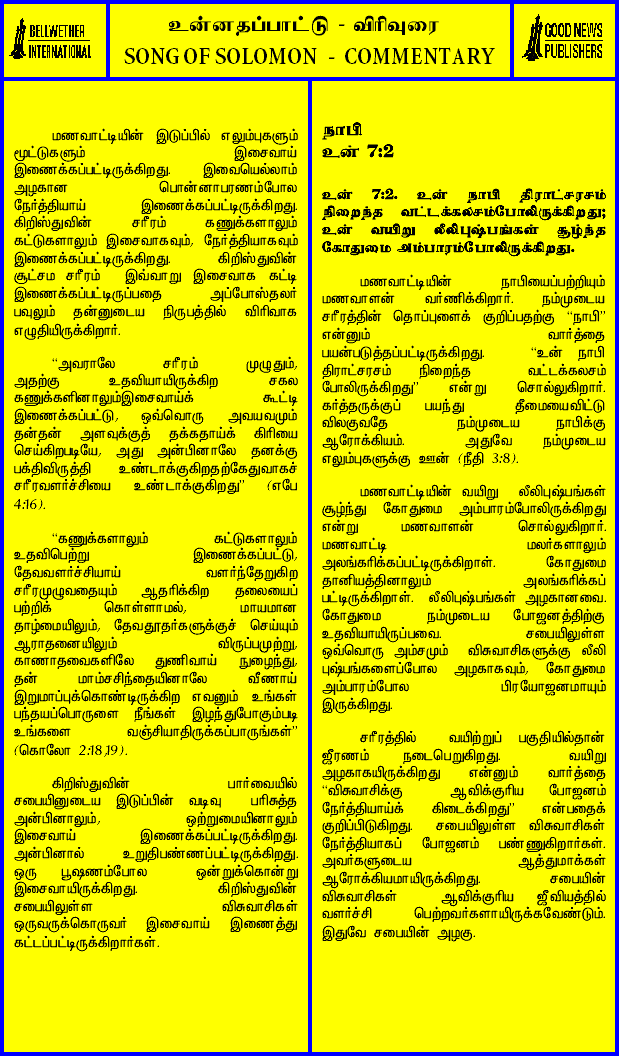 BELLWETHER
INTERNATIONAL
உன்னதப்பாட்டு - விரிவுரை
SONG OF SOLOMON - COMMENTARY
GOOD NEWS
PUBLISHERS
மணவாட்டியின் இடுப்பில் எலும்புகளும்
மூட்டுகளும் இசைவாய்
இணைக்கப்பட்டிருக்கிறது. இவையெல்லாம்
அழகான பொன்னாபரணம்போல
நேர்த்தியாய் இணைக்கப்பட்டிருக்கிறது.
கிறிஸ்துவின் சரீரம் கணுக்களாலும்
கட்டுகளாலும் இசைவாகவும், நேர்த்தியாகவும்
இணைக்கப்பட்டிருக்கிறது. கிறிஸ்துவின்
சூட்சம சரீரம் இவ்வாறு இசைவாக கட்டி
இணைக்கப்பட்டிருப்பதை அப்போஸ்தலர்
பவுலும் தன்னுடைய நிருபத்தில் விரிவாக
எழுதியிருக்கிறார்.
“அவராலே சரீரம் முழுதும்,
அதற்கு உதவியாயிருக்கிற சகல
கணுக்களினாலும்இசைவாய்க் கூட்டி
இணைக்கப்பட்டு, ஒவ்வொரு அவயவமும்
தன்தன் அளவுக்குத் தக்கதாய்க் கிரியை
செய்கிறபடியே, அது அன்பினாலே தனக்கு
பக்திவிருத்தி உண்டாக்குகிறதற்கேதுவாகச்
சரீரவளர்ச்சியை உண்டாக்குகிறது” (எபே
4:16).
“கணுக்களாலும் கட்டுகளாலும்
உதவிபெற்று இணைக்கப்பட்டு,
தேவவளர்ச்சியாய் வளர்ந்தேறுகிற
சரீரமுழுவதையும் ஆதரிக்கிற தலையைப்
பற்றிக் கொள்ளாமல், மாயமான
தாழ்மையிலும், தேவதூதர்களுக்குச் செய்யும்
ஆராதனையிலும் விருப்பமுற்று,
காணாதவைகளிலே துணிவாய் நுழைந்து,
தன் மாம்சசிந்தையினாலே வீணாய்
இறுமாப்புக்கொண்டிருக்கிற எவனும் உங்கள்
பந்தயப்பொருளை நீங்கள் இழந்துபோகும்படி
உங்களை வஞ்சியாதிருக்கப்பாருங்கள்”
(கொலோ 2:18,19).
கிறிஸ்துவின் பார்வையில்
சபையினுடைய இடுப்பின் வடிவு பரிசுத்த
அன்பினாலும், ஒற்றுமையினாலும்
இசைவாய் இணைக்கப்பட்டிருக்கிறது.
அன்பினால் உறுதிபண்ணப்பட்டிருக்கிறது.
ஒரு பூஷணம்போல ஒன்றுக்கொன்று
இசைவாயிருக்கிறது. கிறிஸ்துவின்
சபையிலுள்ள விசுவாசிகள்
ஒருவருக்கொருவர் இசைவாய் இணைத்து
கட்டப்பட்டிருக்கிறார்கள்.
நாபி
உன் 7:2
உன் 7:2. உன் நாபி திராட்சரசம்
நிறைந்த வட்டக்கலசம்போலிருக்கிறது;
உன் வயிறு லீலிபுஷ்பங்கள் சூழ்ந்த
கோதுமை அம்பாரம்போலிருக்கிறது.
மணவாட்டியின் நாபியைப்பற்றியும்
மணவாளன் வர்ணிக்கிறார். நம்முடைய
சரீரத்தின் தொப்புளைக் குறிப்பதற்கு “நாபி”
என்னும் வார்த்தை
பயன்படுத்தப்பட்டிருக்கிறது. “உன் நாபி
திராட்சரசம் நிறைந்த வட்டக்கலசம்
போலிருக்கிறது” என்று சொல்லுகிறார்.
கர்த்தருக்குப் பயந்து தீமையைவிட்டு
விலகுவதே நம்முடைய நாபிக்கு
ஆரோக்கியம். அதுவே நம்முடைய
எலும்புகளுக்கு ஊன் (நீதி 3:8).
மணவாட்டியின் வயிறு லீலிபுஷ்பங்கள்
சூழ்ந்து கோதுமை அம்பாரம்போலிருக்கிறது
என்று மணவாளன் சொல்லுகிறார்.
மணவாட்டி மலர்களாலும்
அலங்கரிக்கப்பட்டிருக்கிறாள். கோதுமை
தானியத்தினாலும் அலங்கரிக்கப்
பட்டிருக்கிறாள். லீலிபுஷ்பங்கள் அழகானவை.
கோதுமை நம்முடைய போஜனத்திற்கு
உதவியாயிருப்பவை. சபையிலுள்ள
ஒவ்வொரு அம்சமும் விசுவாசிகளுக்கு லீலி
புஷ்பங்களைப்போல அழகாகவும், கோதுமை
அம்பாரம்போல பிரயோஜனமாயும்
இருக்கிறது.
சரீரத்தில் வயிற்றுப் பகுதியில்தான்
ஜீரணம் நடைபெறுகிறது. வயிறு
அழகாகயிருக்கிறது என்னும் வார்த்தை
“விசுவாசிக்கு ஆவிக்குரிய போஜனம்
நேர்த்தியாய்க் கிடைக்கிறது” என்பதைக்
குறிப்பிடுகிறது. சபையிலுள்ள விசுவாசிகள்
நேர்த்தியாகப் போஜனம் பண்ணுகிறார்கள்.
அவர்களுடைய ஆத்துமாக்கள்
ஆரோக்கியமாயிருக்கிறது. சபையின்
விசுவாசிகள் ஆவிக்குரிய ஜீவியத்தில்
வளர்ச்சி பெற்றவர்களாயிருக்கவேண்டும்.
இதுவே சபையின் அழகு.